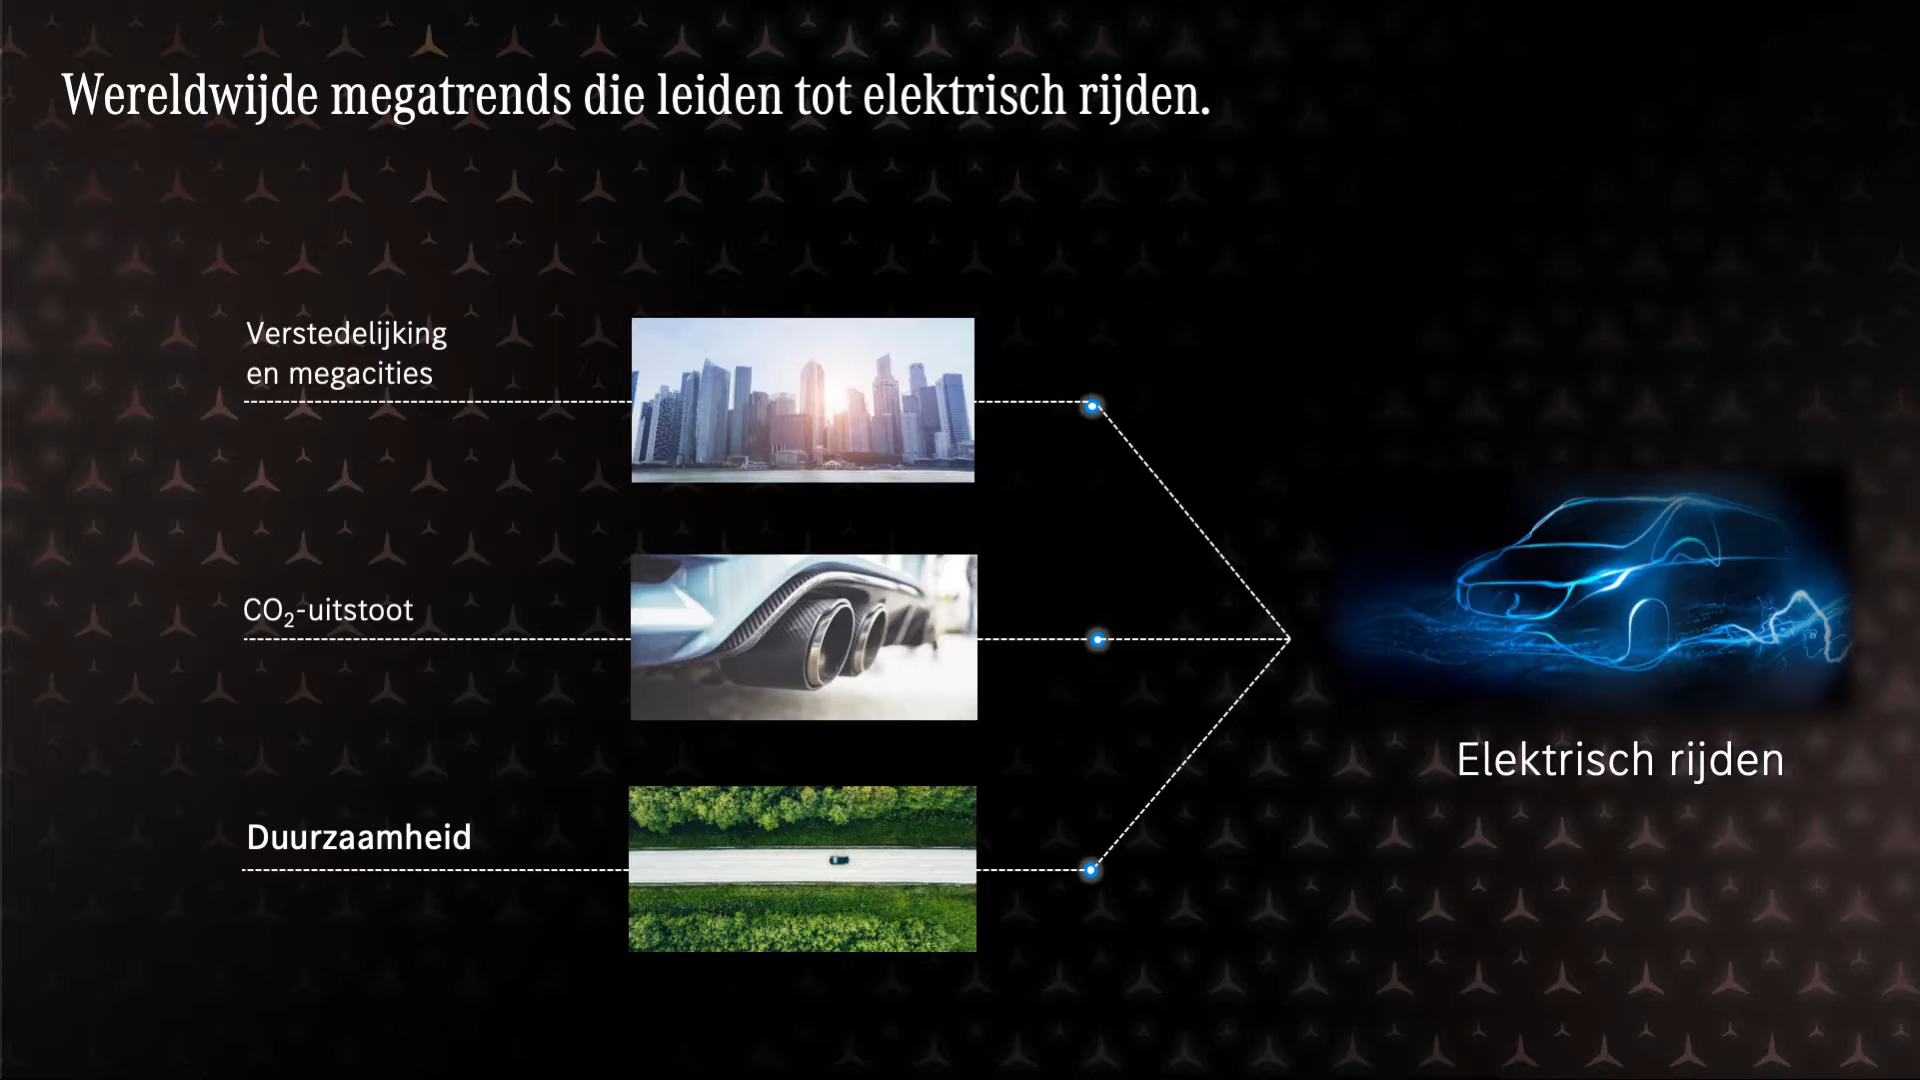 Wereldwijde megatrends die leiden tot elektrisch rijden.
Verstedelijking
en megacities
CO₂-uitstoot
Duurzaamheid
Elektrisch rijden